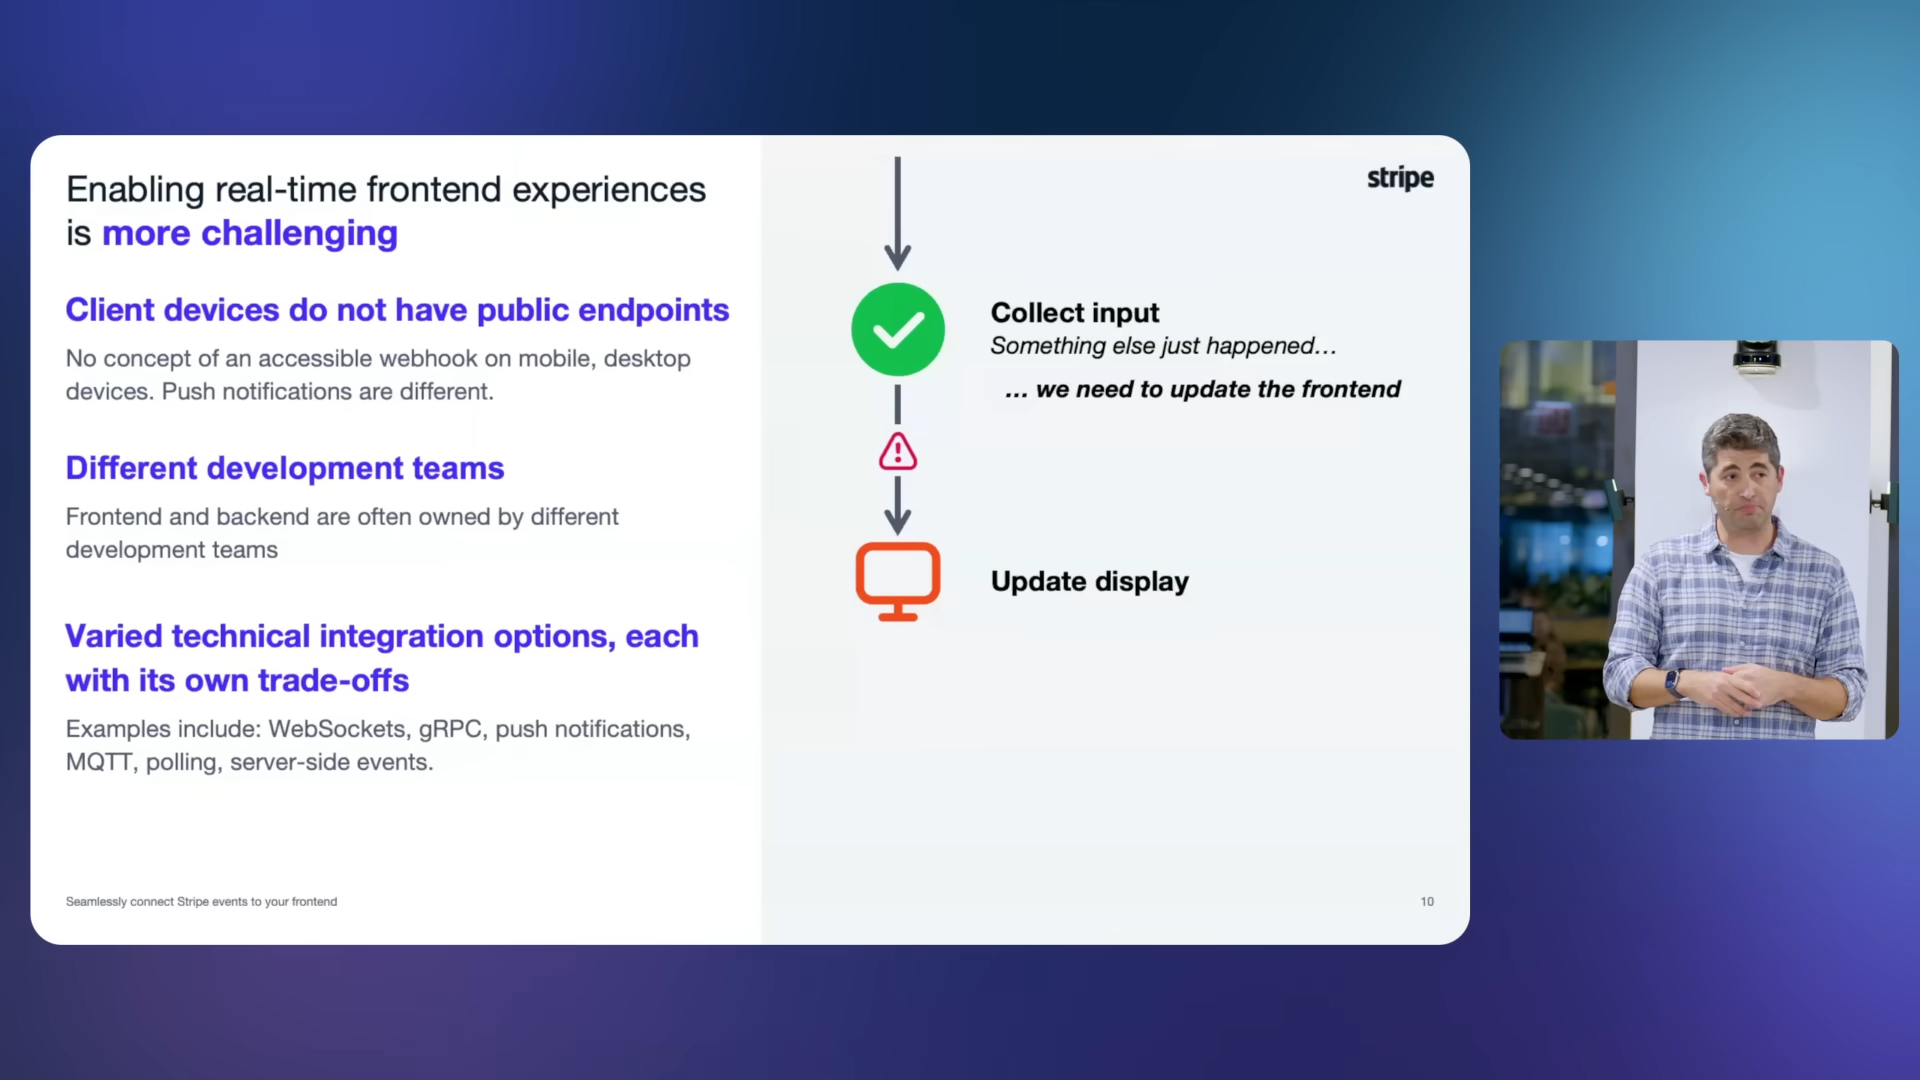 Enabling real-time frontend experiences
is more challenging
Client devices do not have public endpoints
No concept of an accessible webhook on mobile, desktop
devices. Push notifications are different.
Different development teams
Frontend and backend are often owned by different
development teams
Varied technical integration options, each
with its own trade-offs
Examples include: WebSockets, gRPC, push notifications,
MQTT, polling, server-side events.
Seamlessly connect Stripe events to your frontend
stripe
Collect input
Something else just happened...
... we need to update the frontend
Update display
10